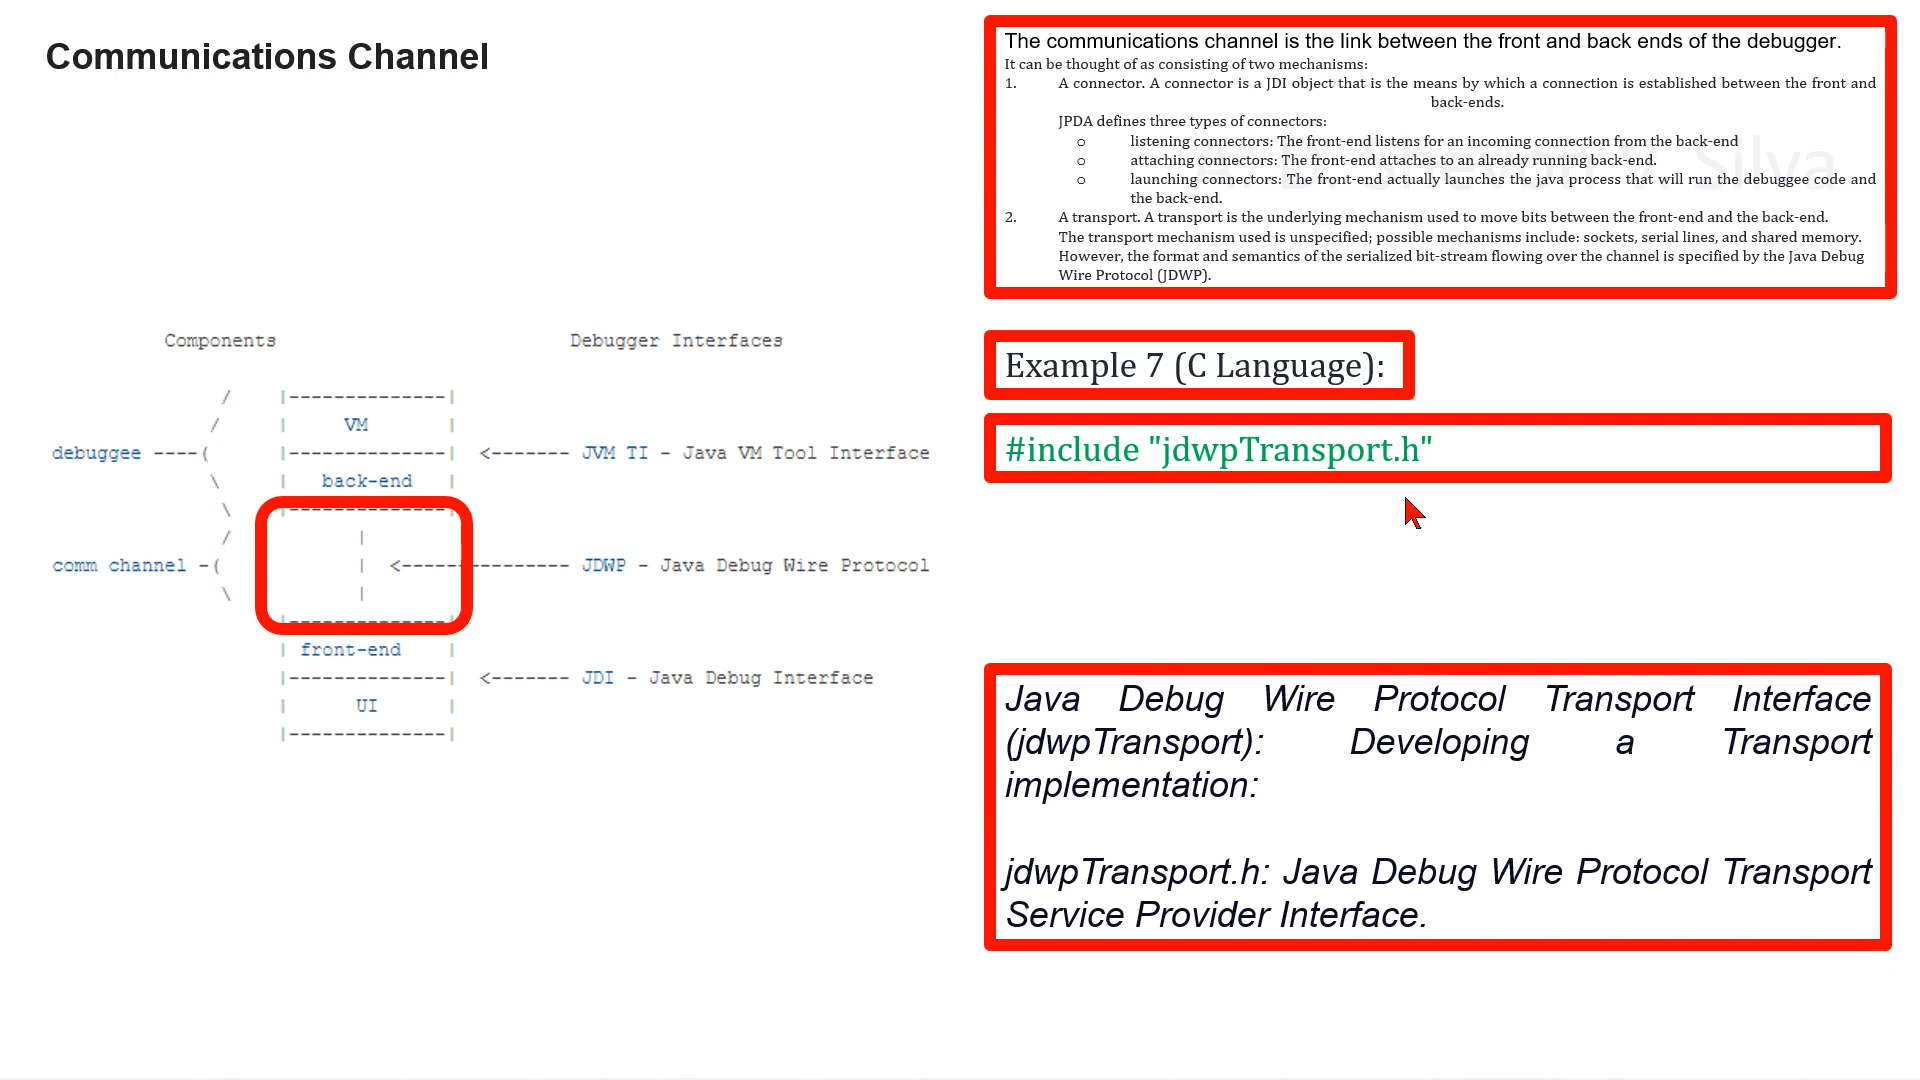 Communications Channel
The communications channel is the link between the front and back ends of the debugger.
It can be thought of as consisting of two mechanisms:
1. A connector. A connector is a JDI object that is the means by which a connection is established between the front and
back-ends.
JPDA defines three types of connectors:
o listening connectors: The front-end listens for an incoming connection from the back-end
o attaching connectors: The front-end attaches to an already running back-end.
o launching connectors: The front-end actually launches the java process that will run the debuggee code and
the back-end.
2. A transport. A transport is the underlying mechanism used to move bits between the front-end and the back-end.
The transport mechanism used is unspecified; possible mechanisms include: sockets, serial lines, and shared memory.
However, the format and semantics of the serialized bit-stream flowing over the channel is specified by the Java Debug
Wire Protocol (JDWP).
Components Debugger Interfaces
/ |--------------|
/ | VM |
debuggee ----( |--------------| <------- JVM TI - Java VM Tool Interface
\ | back-end |
\ |--------------|
/ |
comm channel -( | <--------------- JDWP - Java Debug Wire Protocol
\ |
|--------------|
| front-end |
|--------------| <------- JDI - Java Debug Interface
| UI |
|--------------|
Example 7 (C Language):
#include "jdwpTransport.h"
Java Debug Wire Protocol Transport Interface
(jdwpTransport): Developing a Transport
implementation:
jdwpTransport.h: Java Debug Wire Protocol Transport
Service Provider Interface.